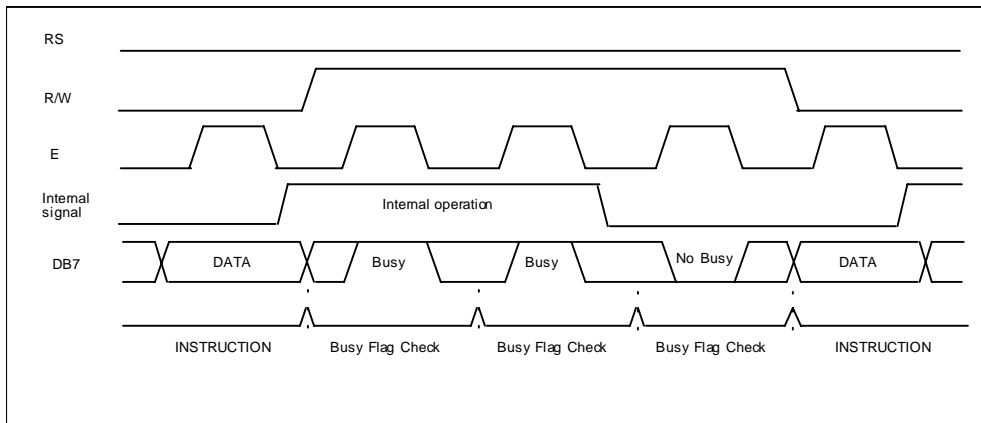 RS
R/W
E
Internal
signal
Internal operation
DB7
DATA
Busy
Busy
No Busy
DATA
INSTRUCTION
Busy Flag Check
Busy Flag Check
Busy Flag Check
INSTRUCTION